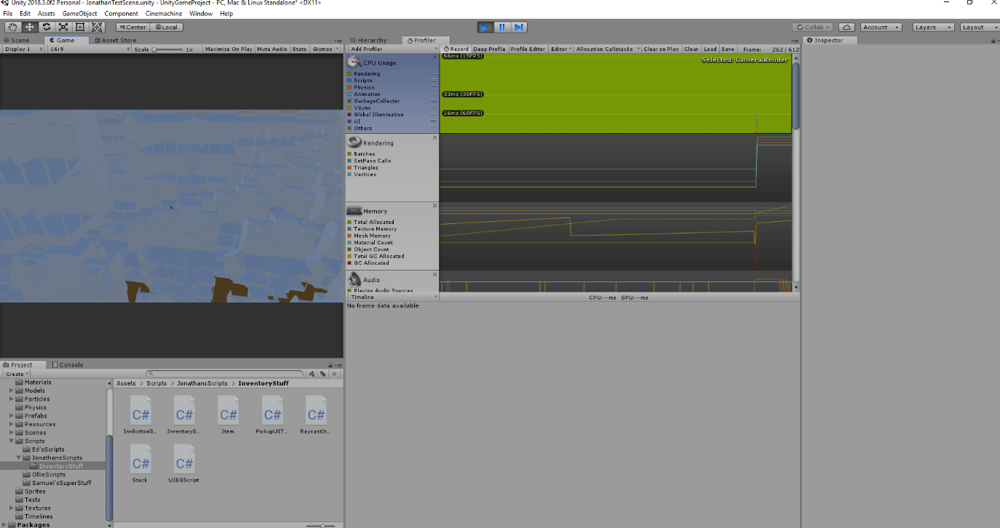 Unity 2018.3.0f2 Personal - JonathanTestScene.unity - UnityGameProject - PC, Mac & Linux Standalone* <DX11>
File Edit Assets GameObject Component Cinemachine Window Help
Center Local Collab Account Layers Layout
Scene Game Asset Store Hierarchy Profiler Inspector
Display 1 16:9 Scale 1x Maximize On Play Mute Audio Stats Gizmos
Add Profiler Record Deep Profile Profile Editor Editor Allocation Callstacks Clear on Play Clear Load Save Frame: 262 / 612
CPU Usage
Rendering
Scripts
Physics
Animation
GarbageCollector
VSync
Global Illumination
UI
Others
66ms (15FPS)
Selected: Camera.Render
33ms (30FPS)
16ms (60FPS)
Rendering
Batches
SetPass Calls
Triangles
Vertices
Memory
Total Allocated
Texture Memory
Mesh Memory
Material Count
Object Count
Total GC Allocated
GC Allocated
Audio
Playing Audio Sources
Timeline
CPU:--ms GPU:--ms
No frame data available
Project Console
Create
Materials
Models
Particles
Physics
Prefabs
Resources
Scenes
Scripts
Ed'sScripts
JonathansScripts
InventoryStuff
OllieScripts
Samuel'sSuperStuff
Sprites
Tests
Textures
Timelines
Packages
Assets > Scripts > JonathansScripts > InventoryStuff
C# C# C# C# C#
InvButtonS... InventoryS... Item PickupUIT... RaycastIt...
C# C#
Stack UIBGScript